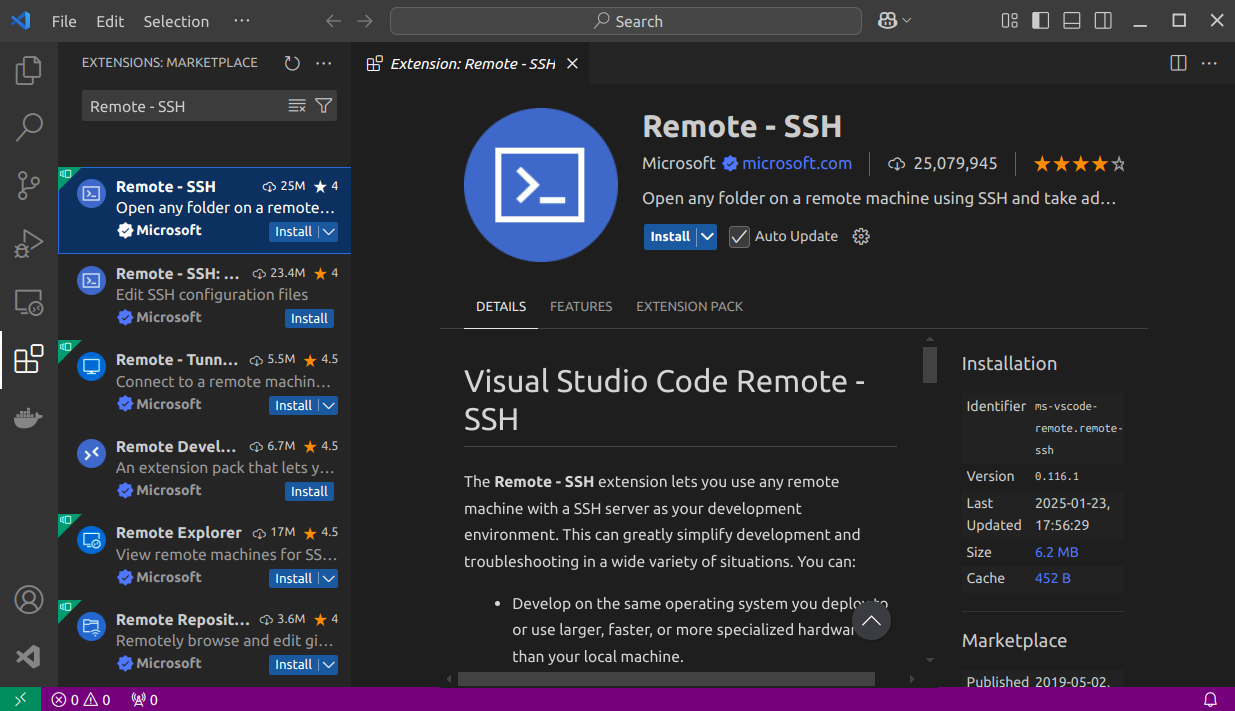 File Edit Selection ··· Search
EXTENSIONS: MARKETPLACE
Remote - SSH
Remote - SSH 25M 4
Open any folder on a remote…
Microsoft Install
Remote - SSH: … 23.4M 4
Edit SSH configuration files
Microsoft Install
Remote - Tunn… 5.5M 4.5
Connect to a remote machin…
Microsoft Install
Remote Devel… 6.7M 4.5
An extension pack that lets y…
Microsoft Install
Remote Explorer 17M 4.5
View remote machines for SS…
Microsoft Install
Remote Reposit… 3.6M 4
Remotely browse and edit gi…
Microsoft Install
Extension: Remote - SSH
Remote - SSH
Microsoft microsoft.com 25,079,945
Open any folder on a remote machine using SSH and take ad…
Install Auto Update
DETAILS FEATURES EXTENSION PACK
Visual Studio Code Remote -
SSH
The Remote - SSH extension lets you use any remote
machine with a SSH server as your development
environment. This can greatly simplify development and
troubleshooting in a wide variety of situations. You can:
• Develop on the same operating system you deploy to
or use larger, faster, or more specialized hardwar
than your local machine.
Installation
Identifier ms-vscode-
remote.remote-
ssh
Version 0.116.1
Last 2025-01-23,
Updated 17:56:29
Size 6.2 MB
Cache 452 B
Marketplace
Published 2019-05-02,
0 0 0